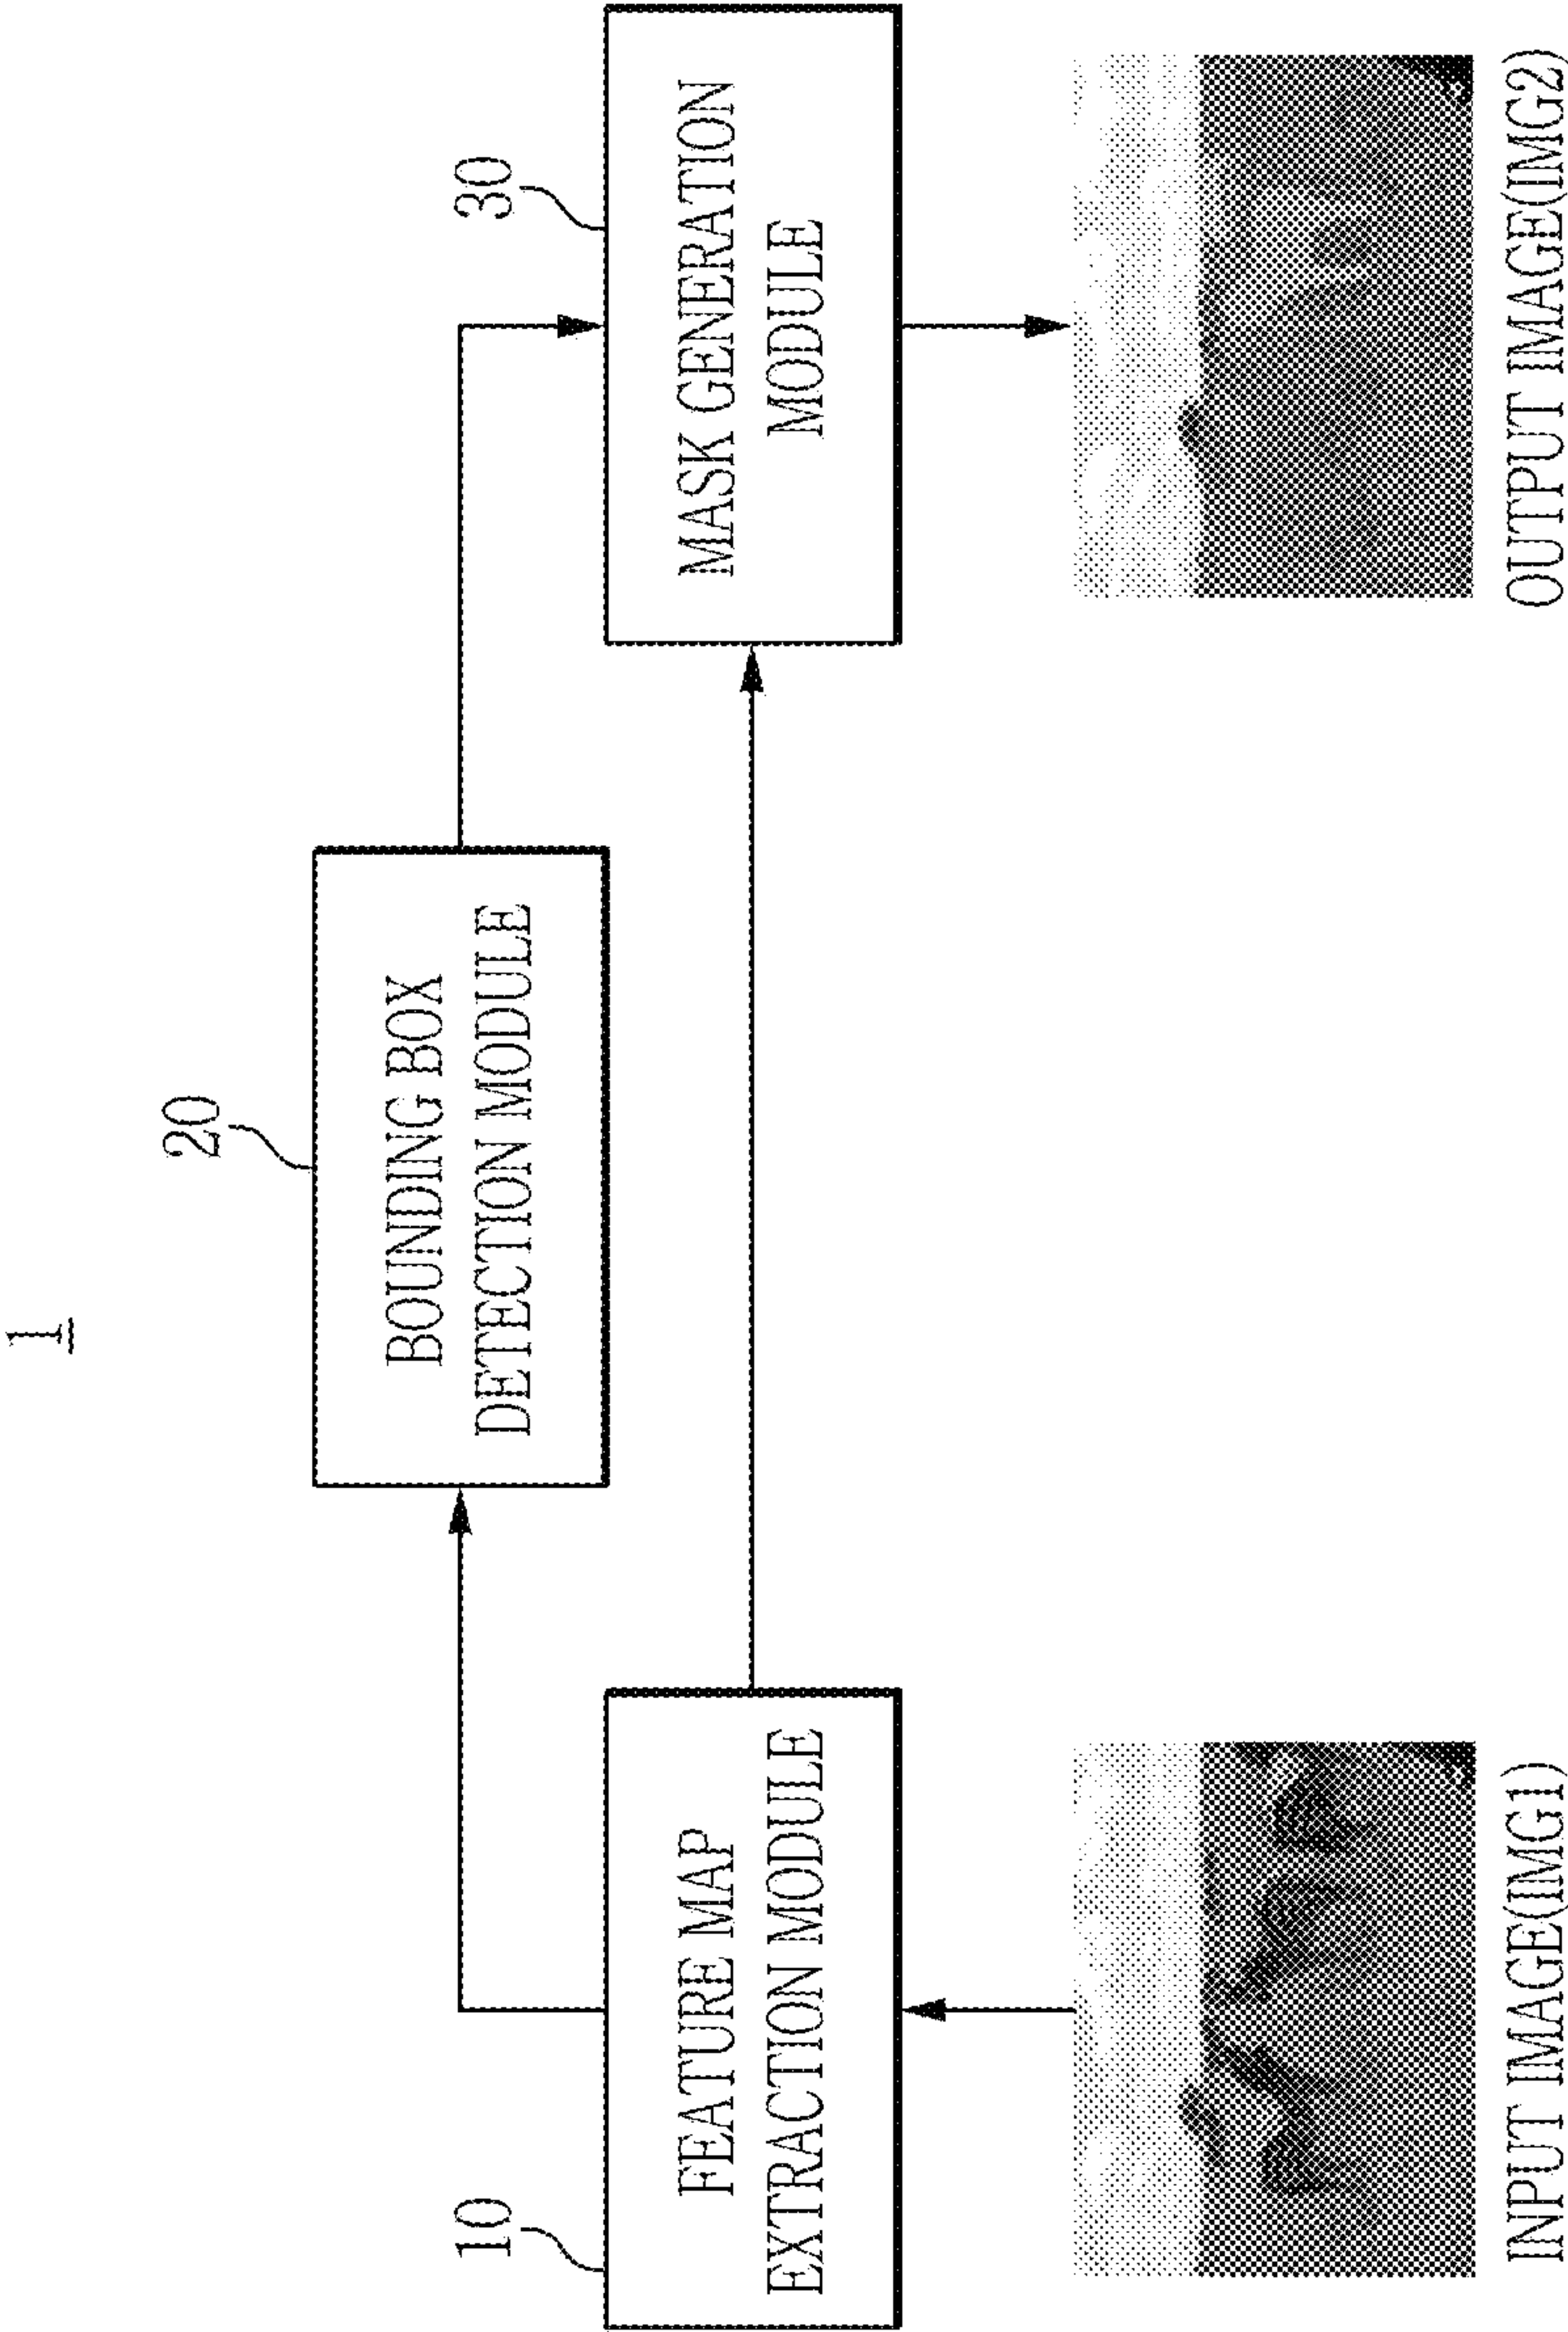 1
20
BOUNDING BOX
DETECTION MODULE
10
FEATURE MAP
EXTRACTION MODULE
30
MASK GENERATION
MODULE
INPUT IMAGE(IMG1)
OUTPUT IMAGE(IMG2)